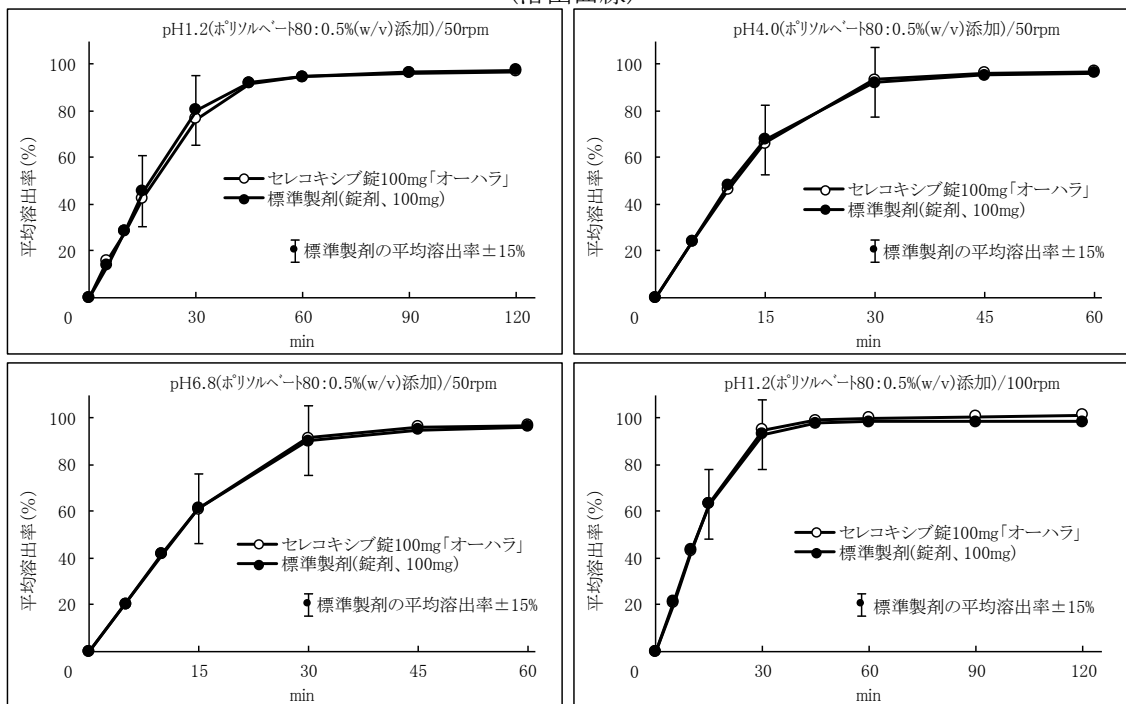 pH1.2(ﾎﾟﾘｿﾙﾍﾞｰﾄ80:0.5%(w/v)添加)/50rpm
100
80
60
40
20
0
30
60
90
120
平均溶出率(%)
min
セレコキシブ錠100mg「オーハラ」
標準製剤(錠剤、100mg)
標準製剤の平均溶出率±15%
pH4.0(ﾎﾟﾘｿﾙﾍﾞｰﾄ80:0.5%(w/v)添加)/50rpm
100
80
60
40
20
0
15
30
45
60
平均溶出率(%)
min
セレコキシブ錠100mg「オーハラ」
標準製剤(錠剤、100mg)
標準製剤の平均溶出率±15%
pH6.8(ﾎﾟﾘｿﾙﾍﾞｰﾄ80:0.5%(w/v)添加)/50rpm
100
80
60
40
20
0
15
30
45
60
平均溶出率(%)
min
セレコキシブ錠100mg「オーハラ」
標準製剤(錠剤、100mg)
標準製剤の平均溶出率±15%
pH1.2(ﾎﾟﾘｿﾙﾍﾞｰﾄ80:0.5%(w/v)添加)/100rpm
100
80
60
40
20
0
30
60
90
120
平均溶出率(%)
min
セレコキシブ錠100mg「オーハラ」
標準製剤(錠剤、100mg)
標準製剤の平均溶出率±15%